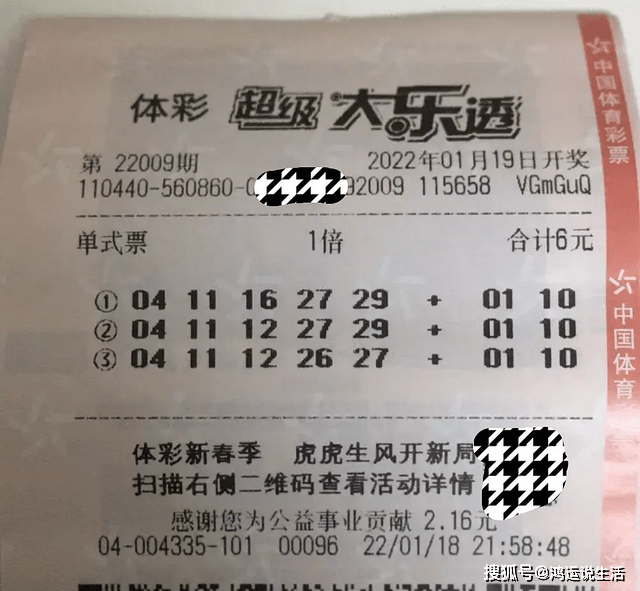 体彩 超级大乐透
第 22009期 2022年01月19日开奖
110440-560860- 92009 115658 VGmGuQ
单式票 1倍 合计6元
① 04 11 16 27 29 + 01 10
② 04 11 12 27 29 + 01 10
③ 04 11 12 26 27 + 01 10
体彩新春季 虎虎生风开新局
扫描右侧二维码查看活动详情
感谢您为公益事业贡献 2.16元
04-004335-101 00096 22/01/18 21:58:48
中国体育彩票
中国体育
搜狐号@鸿运说生活